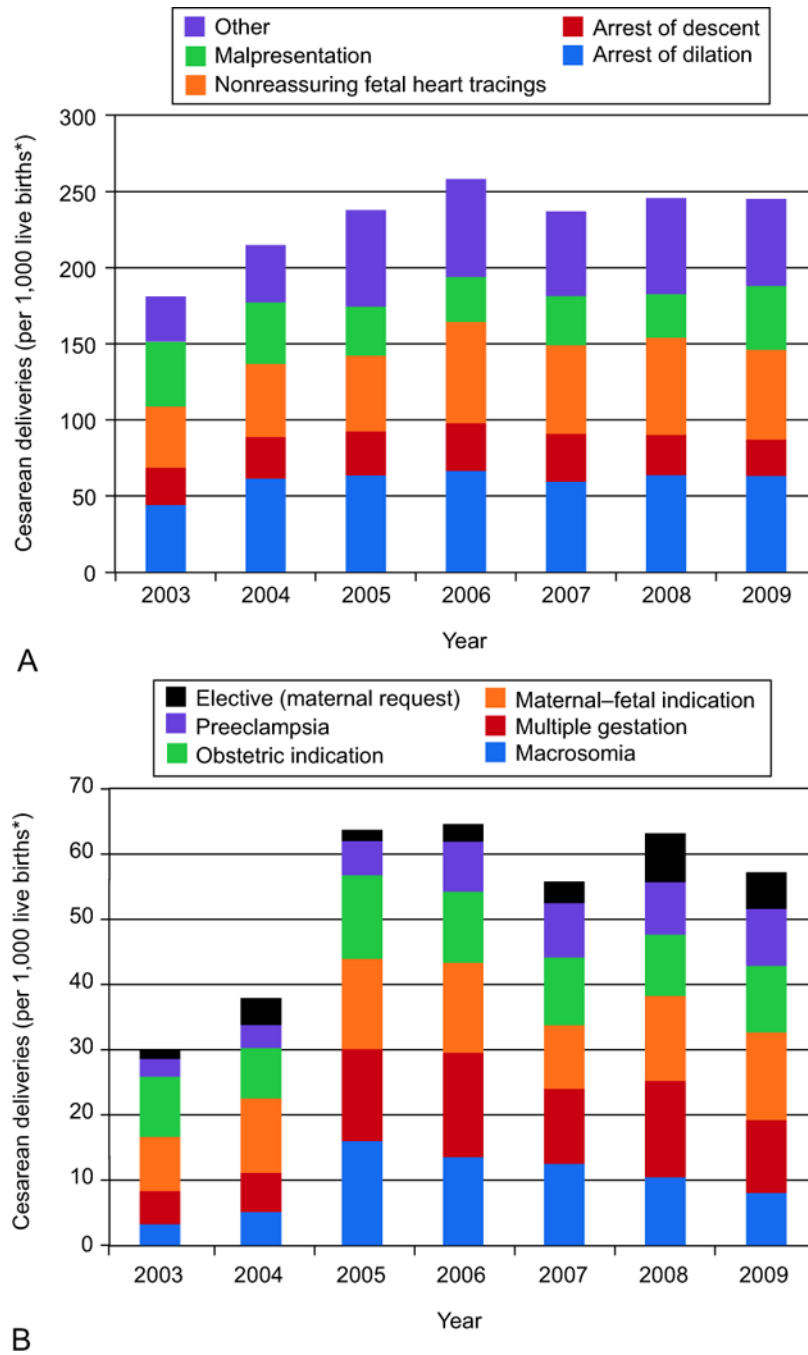 Other
Arrest of descent
Malpresentation
Arrest of dilation
Nonreassuring fetal heart tracings
Cesarean deliveries (per 1,000 live births*)
300
250
200
150
100
50
0
2003 2004 2005 2006 2007 2008 2009
Year
A
Elective (maternal request)
Maternal–fetal indication
Preeclampsia
Multiple gestation
Obstetric indication
Macrosomia
Cesarean deliveries (per 1,000 live births*)
70
60
50
40
30
20
10
0
2003 2004 2005 2006 2007 2008 2009
Year
B